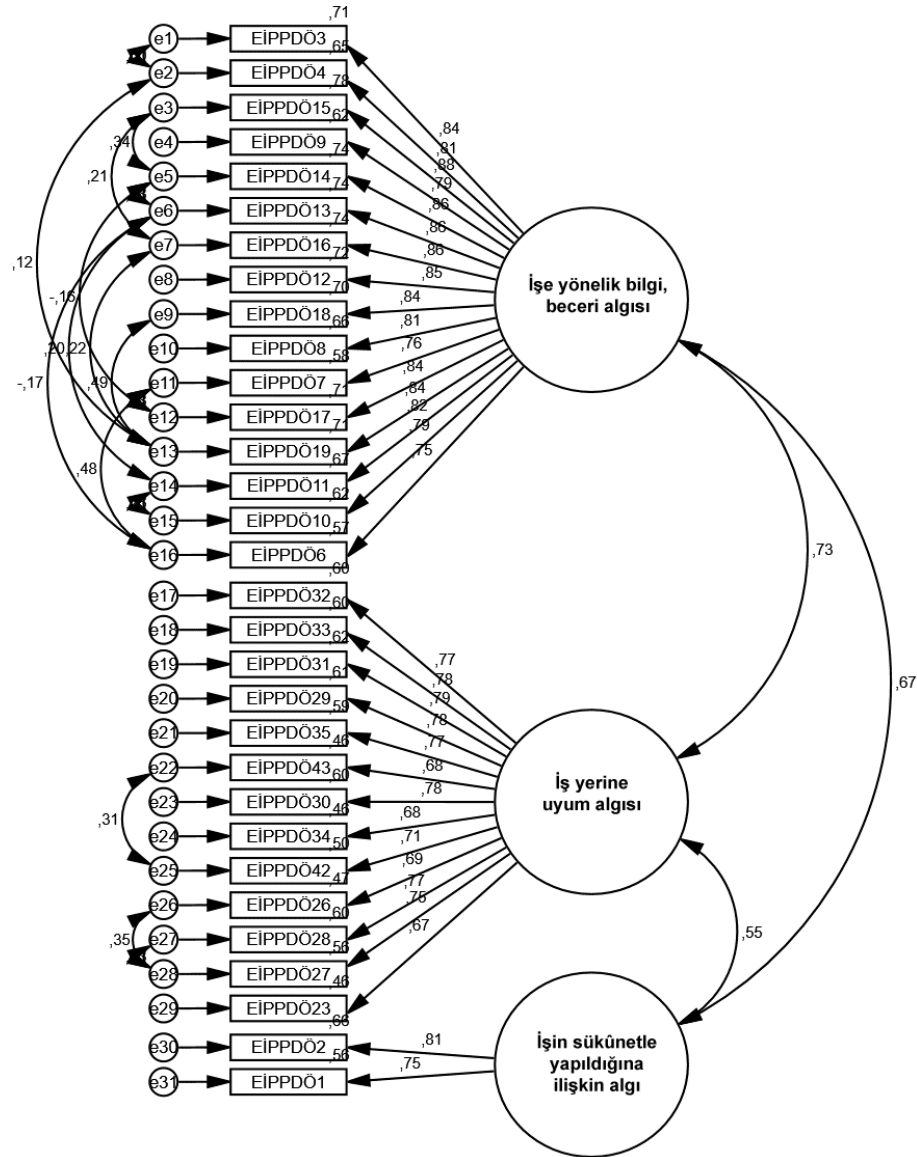 ,71
e1
EİPPDÖ3
,65
e2
EİPPDÖ4
,78
e3
EİPPDÖ15
,62
e4
EİPPDÖ9
,74
e5
EİPPDÖ14
,74
e6
EİPPDÖ13
,74
e7
EİPPDÖ16
,72
e8
EİPPDÖ12
,70
e9
EİPPDÖ18
,66
e10
EİPPDÖ8
,58
e11
EİPPDÖ7
,71
e12
EİPPDÖ17
,71
e13
EİPPDÖ19
,67
e14
EİPPDÖ11
,62
e15
EİPPDÖ10
,57
e16
EİPPDÖ6
,60
e17
EİPPDÖ32
,60
e18
EİPPDÖ33
,62
e19
EİPPDÖ31
,61
e20
EİPPDÖ29
,59
e21
EİPPDÖ35
,46
e22
EİPPDÖ43
,60
e23
EİPPDÖ30
,46
e24
EİPPDÖ34
,50
e25
EİPPDÖ42
,47
e26
EİPPDÖ26
,60
e27
EİPPDÖ28
,56
e28
EİPPDÖ27
,46
e29
EİPPDÖ23
,66
e30
EİPPDÖ2
,56
e31
EİPPDÖ1
,34
,21
,12
-,16
,20
,22
-,17
,49
,48
,31
,35
,84
,81
,88
,79
,86
,86
,86
,85
,84
,81
,76
,84
,84
,82
,79
,75
İşe yönelik bilgi,
beceri algısı
,77
,78
,79
,78
,77
,68
,78
,68
,71
,69
,77
,75
,67
İş yerine
uyum algısı
,81
,75
İşin sükûnetle
yapıldığına
ilişkin algı
,73
,67
,55